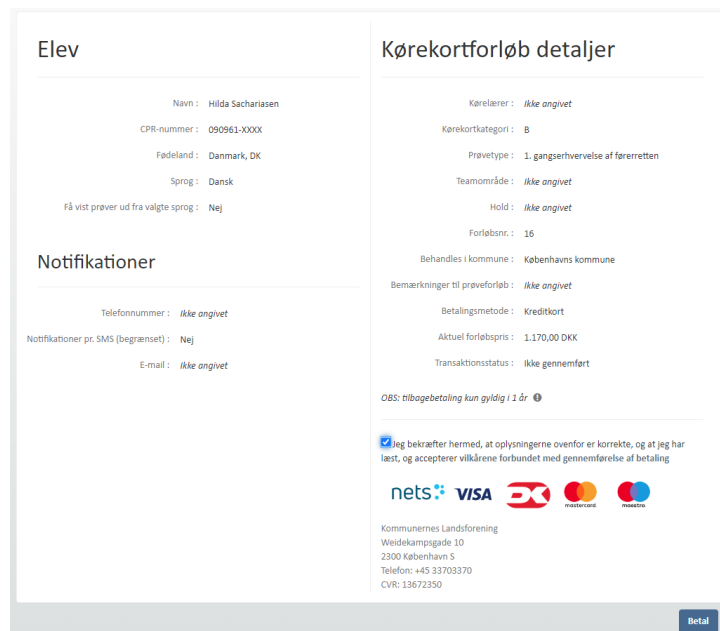 Elev
Navn : Hilda Sachariasen
CPR-nummer : 090961-XXXX
Fødeland : Danmark, DK
Sprog : Dansk
Få vist prøver ud fra valgte sprog : Nej
Notifikationer
Telefonnummer : Ikke angivet
Notifikationer pr. SMS (begrænset) : Nej
E-mail : Ikke angivet
Kørekortforløb detaljer
Kørelærer : Ikke angivet
Kørekortkategori : B
Prøvetype : 1. gangserhvervelse af førerretten
Teamområde : Ikke angivet
Hold : Ikke angivet
Forløbsnr. : 16
Behandles i kommune : Københavns kommune
Bemærkninger til prøveforløb : Ikke angivet
Betalingsmetode : Kreditkort
Aktuel forløbspris : 1.170,00 DKK
Transaktionsstatus : Ikke gennemført
OBS: tilbagebetaling kun gyldig i 1 år
Jeg bekræfter hermed, at oplysningerne ovenfor er korrekte, og at jeg har
læst, og accepterer vilkårene forbundet med gennemførelse af betaling
nets VISA DK mastercard maestro
Kommunernes Landsforening
Weidekampsgade 10
2300 København S
Telefon: +45 33703370
CVR: 13672350
Betal